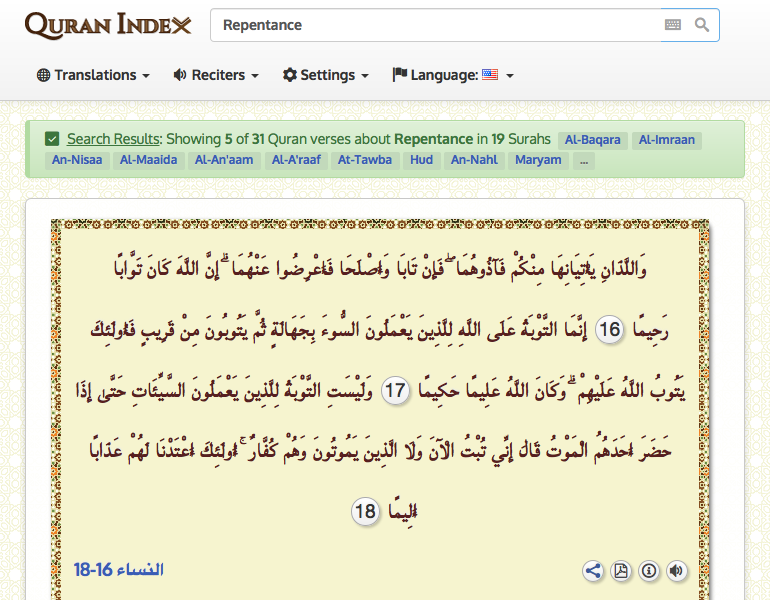 QURAN INDEX
Repentance
Translations Reciters Settings Language:
Search Results: Showing 5 of 31 Quran verses about Repentance in 19 Surahs Al-Baqara Al-Imraan
An-Nisaa Al-Maaida Al-An'aam Al-A'raaf At-Tawba Hud An-Nahl Maryam ...
وَاللَّذَانِ يَأْتِيَانِهَا مِنْكُمْ فَآذُوهُمَا ۖ فَإِنْ تَابَا وَأَصْلَحَا فَأَعْرِضُوا عَنْهُمَا ۗ إِنَّ اللَّهَ كَانَ تَوَّابًا
رَحِيمًا 16 إِنَّمَا التَّوْبَةُ عَلَى اللَّهِ لِلَّذِينَ يَعْمَلُونَ السُّوءَ بِجَهَالَةٍ ثُمَّ يَتُوبُونَ مِنْ قَرِيبٍ فَأُولَئِكَ
يَتُوبُ اللَّهُ عَلَيْهِمْ ۗ وَكَانَ اللَّهُ عَلِيمًا حَكِيمًا 17 وَلَيْسَتِ التَّوْبَةُ لِلَّذِينَ يَعْمَلُونَ السَّيِّئَاتِ حَتَّى إِذَا
حَضَرَ أَحَدَهُمُ الْمَوْتُ قَالَ إِنِّي تُبْتُ الْآنَ وَلَا الَّذِينَ يَمُوتُونَ وَهُمْ كُفَّارٌ ۚ أُولَئِكَ أَعْتَدْنَا لَهُمْ عَذَابًا
أَلِيمًا 18
النساء 16-18